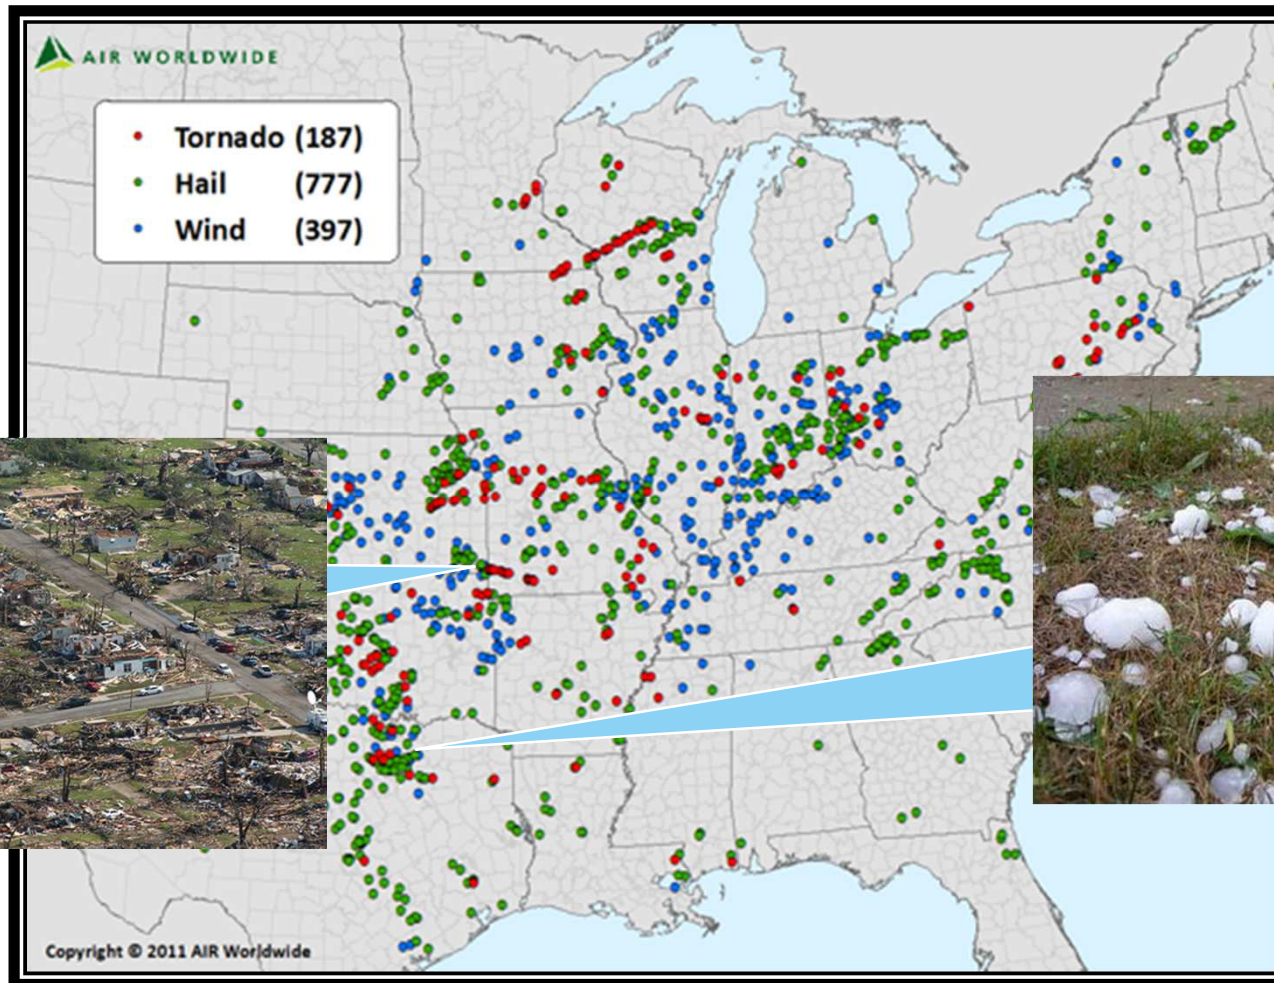 AIR WORLDWIDE
Tornado (187)
Hail (777)
Wind (397)
Copyright © 2011 AIR Worldwide